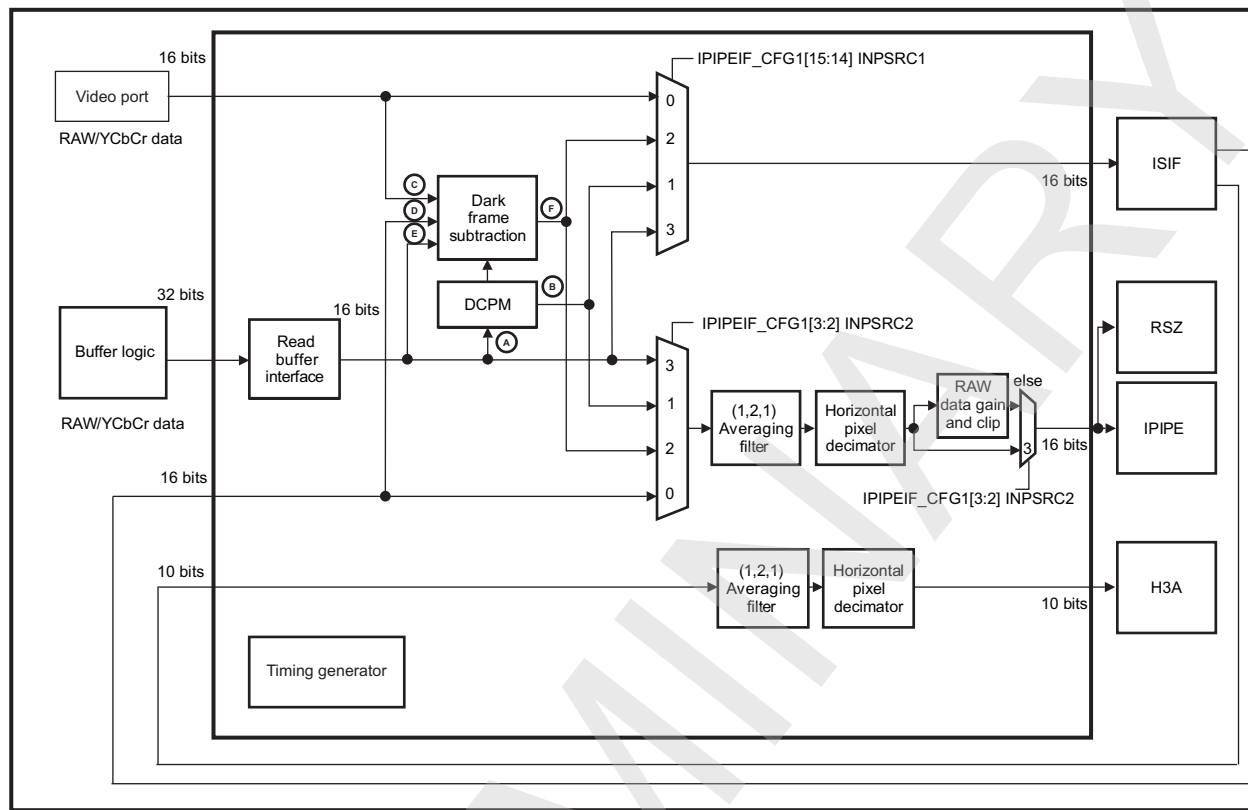 16 bits
IPIPEIF_CFG1[15:14] INPSRC1
Video port
RAW/YCbCr data
0
2
1
3
16 bits
ISIF
C
D
E
Dark
frame
subtraction
F
32 bits
16 bits
DCPM
B
A
Buffer logic
RAW/YCbCr data
Read
buffer
interface
IPIPEIF_CFG1[3:2] INPSRC2
3
1
2
0
(1,2,1)
Averaging
filter
Horizontal
pixel
decimator
RAW
data gain
and clip
else
3
16 bits
IPIPEIF_CFG1[3:2] INPSRC2
RSZ
IPIPE
16 bits
10 bits
(1,2,1)
Averaging
filter
Horizontal
pixel
decimator
10 bits
H3A
Timing generator
MINARY